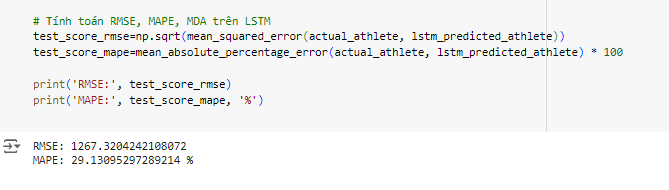 # Tính toán RMSE, MAPE, MDA trên LSTM
test_score_rmse=np.sqrt(mean_squared_error(actual_athlete, lstm_predicted_athlete))
test_score_mape=mean_absolute_percentage_error(actual_athlete, lstm_predicted_athlete) * 100
print('RMSE:', test_score_rmse)
print('MAPE:', test_score_mape, '%')
RMSE: 1267.3204242108072
MAPE: 29.13095297289214 %